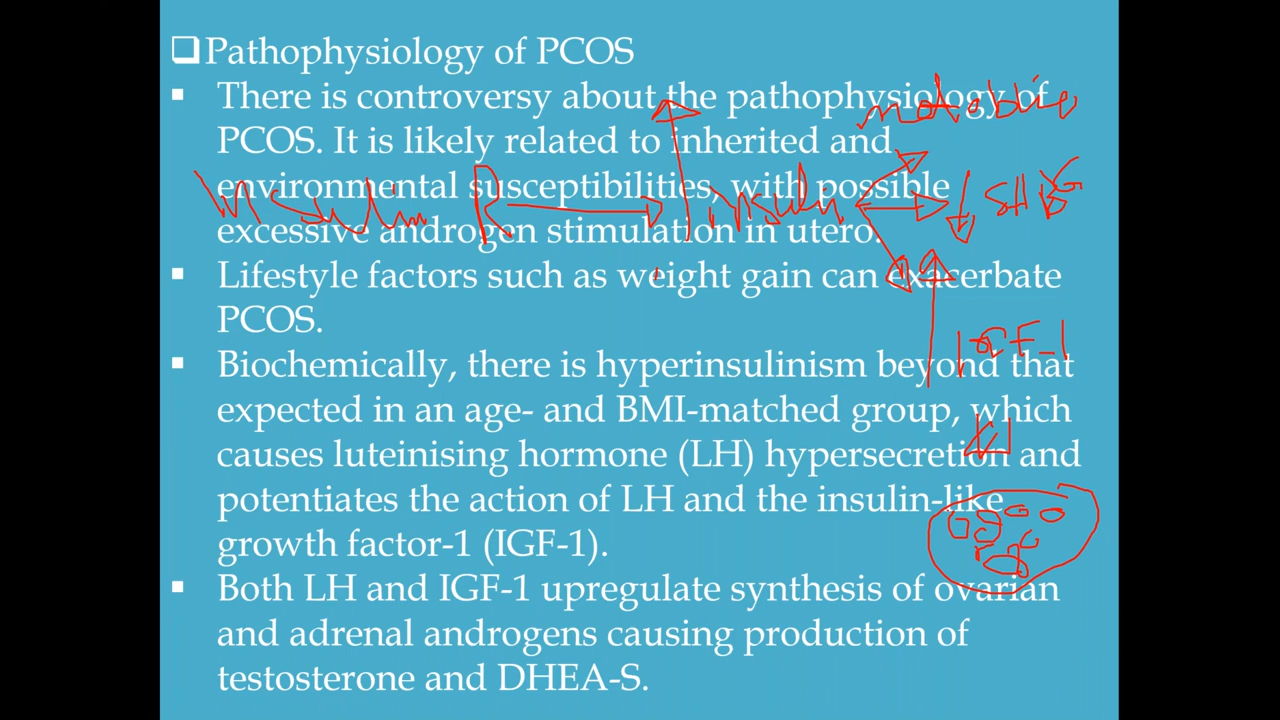 ❑Pathophysiology of PCOS
▪ There is controversy about the pathophysiology of
PCOS. It is likely related to inherited and
environmental susceptibilities, with possible
excessive androgen stimulation in utero.
▪ Lifestyle factors such as weight gain can exacerbate
PCOS.
▪ Biochemically, there is hyperinsulinism beyond that
expected in an age- and BMI-matched group, which
causes luteinising hormone (LH) hypersecretion and
potentiates the action of LH and the insulin-like
growth factor-1 (IGF-1).
▪ Both LH and IGF-1 upregulate synthesis of ovarian
and adrenal androgens causing production of
testosterone and DHEA-S.
Insulin R → ↑ insulin
↓ SHBG
↑ IGF-1